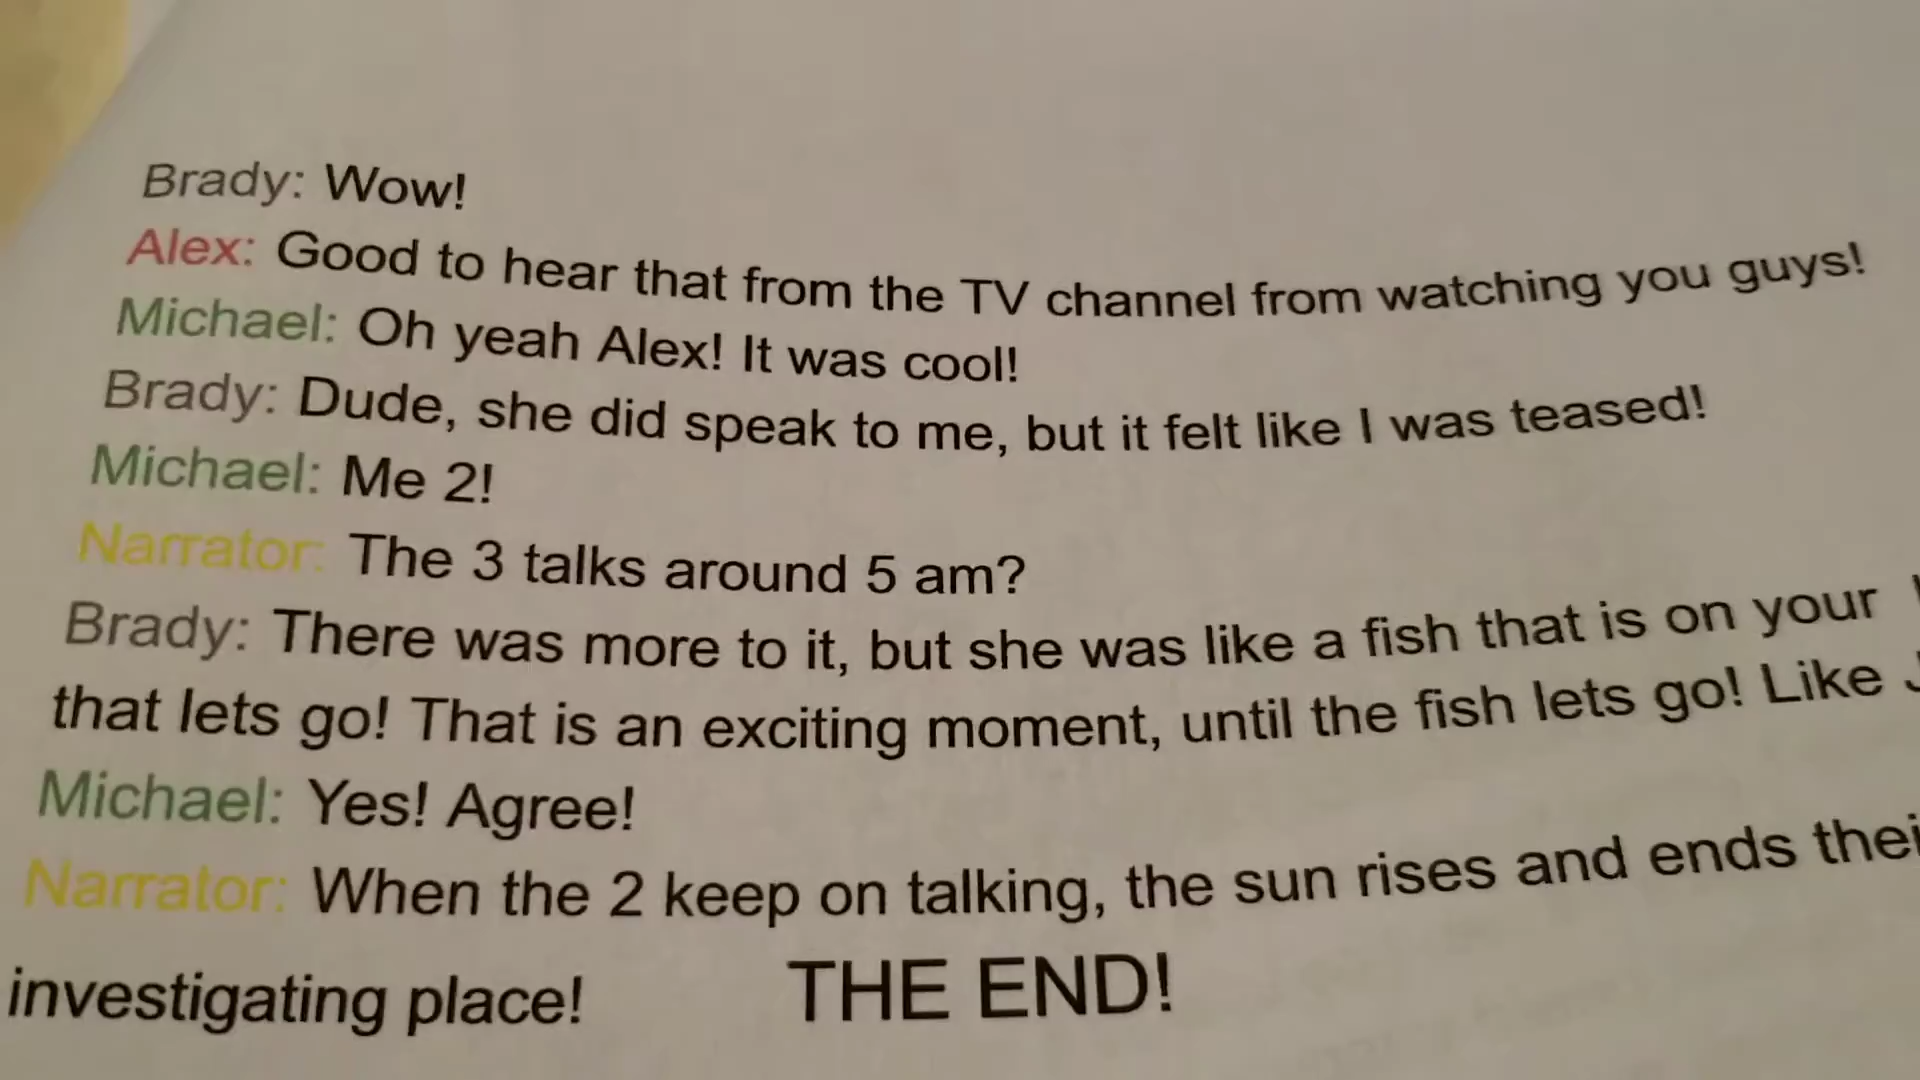 Brady: Wow!
Alex: Good to hear that from the TV channel from watching you guys!
Michael: Oh yeah Alex! It was cool!
Brady: Dude, she did speak to me, but it felt like I was teased!
Michael: Me 2!
Narrator: The 3 talks around 5 am?
Brady: There was more to it, but she was like a fish that is on your
that lets go! That is an exciting moment, until the fish lets go! Like
Michael: Yes! Agree!
Narrator: When the 2 keep on talking, the sun rises and ends
investigating place!
THE END!